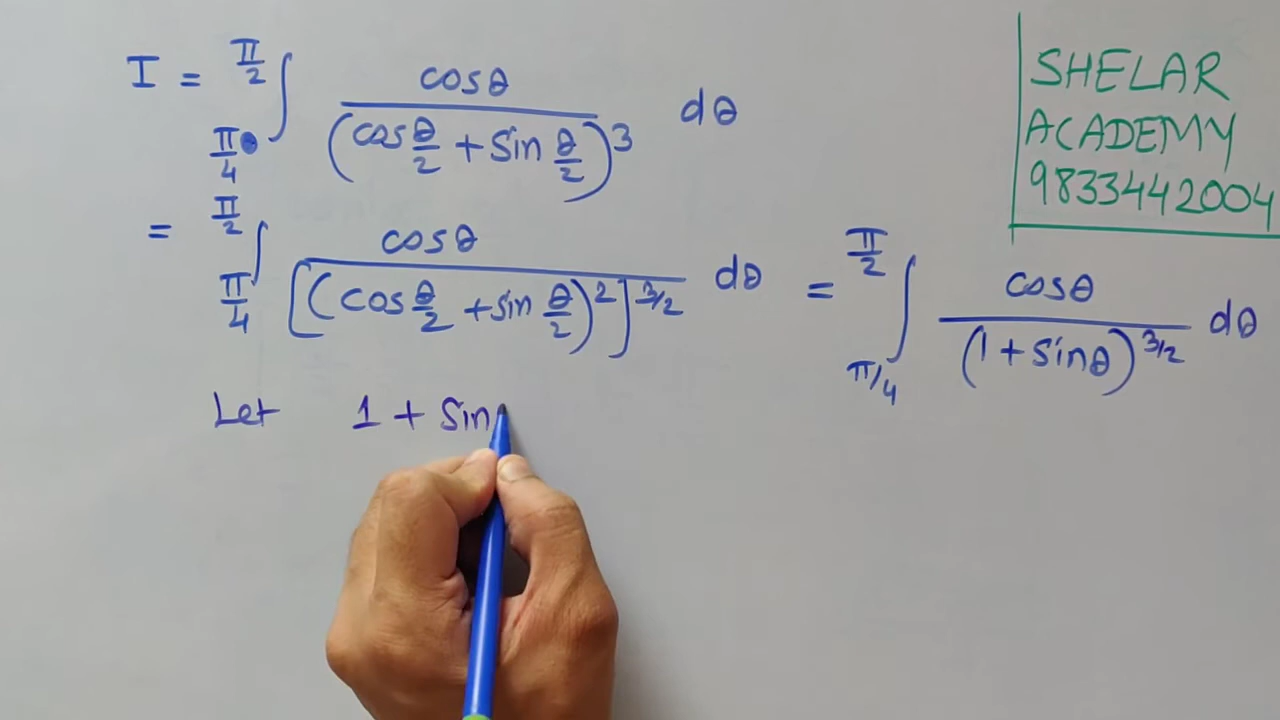 I = π/2 ∫ π/4 cosθ / (cos θ/2 + sin θ/2)^3 dθ
= π/2 ∫ π/4 cosθ / [(cos θ/2 + sin θ/2)^2]^3/2 dθ = π/2 ∫ π/4 cosθ / (1 + sinθ)^3/2 dθ
Let 1 + sin
SHELAR
ACADEMY
9833442004